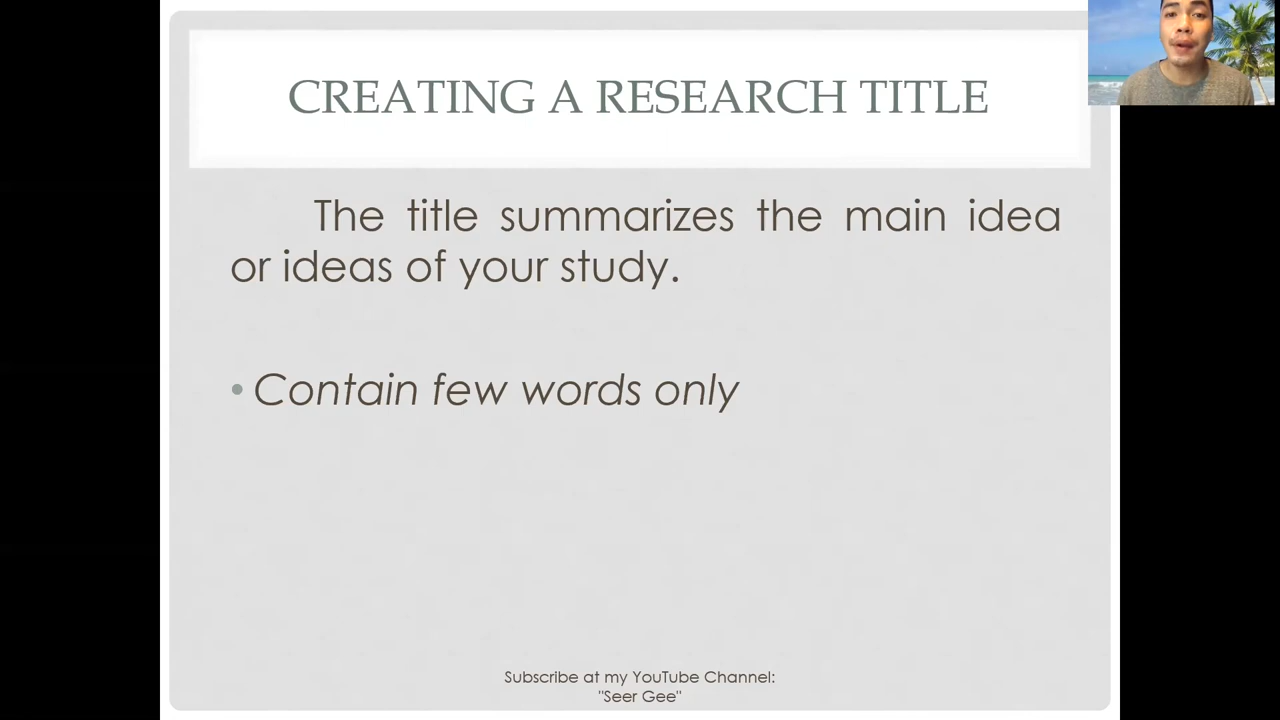 CREATING A RESEARCH TITLE
The title summarizes the main idea
or ideas of your study.
• Contain few words only
Subscribe at my YouTube Channel:
"Seer Gee"